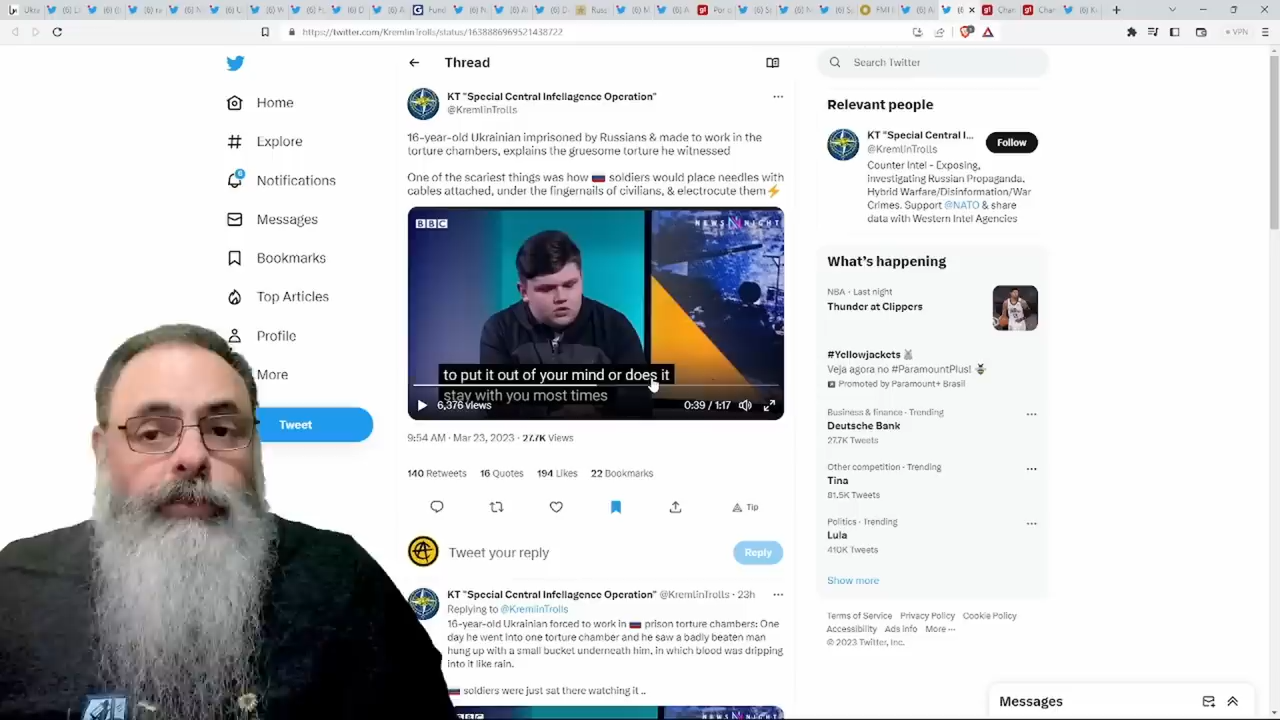 https://twitter.com/KremlinTrolls/status/1638886969521438722
VPN
Home
Explore
6
Notifications
Messages
Bookmarks
Top Articles
Profile
More
Tweet
Thread
KT "Special Central Intellagence Operation"
@KremlinTrolls
16-year-old Ukrainian imprisoned by Russians & made to work in the
torture chambers, explains the gruesome torture he witnessed
One of the scariest things was how 🇷🇺 soldiers would place needles with
cables attached, under the fingernails of civilians, & electrocute them⚡
BBC
NEWSNIGHT
to put it out of your mind or does it
stay with you most times
6,376 views
0:39 / 1:17
9:54 AM · Mar 23, 2023 · 27.7K Views
140 Retweets 16 Quotes 194 Likes 22 Bookmarks
Tip
Tweet your reply
Reply
KT "Special Central Intellagence Operation" @KremlinTrolls · 23h
Replying to @KremlinTrolls
16-year-old Ukrainian forced to work in 🇷🇺 prison torture chambers: One
day he went into one torture chamber and he saw a badly beaten man
hung up with a small bucket underneath him, in which blood was dripping
into it like rain.
🇷🇺 soldiers were just sat there watching it ..
BBC
NEWSNIGHT
Search Twitter
Relevant people
KT "Special Central I...
@KremlinTrolls
Follow
Counter Intel - Exposing,
investigating Russian Propaganda,
Hybrid Warfare/Disinformation/War
Crimes. Support @NATO & share
data with Western Intel Agencies
What's happening
NBA · Last night
Thunder at Clippers
#Yellowjackets
Veja agora no #ParamountPlus!
Promoted by Paramount+ Brasil
Business & finance · Trending
Deutsche Bank
27.7K Tweets
Other competition · Trending
Tina
81.5K Tweets
Politics · Trending
Lula
410K Tweets
Show more
Terms of Service Privacy Policy Cookie Policy
Accessibility Ads info More ···
© 2023 Twitter, Inc.
Messages